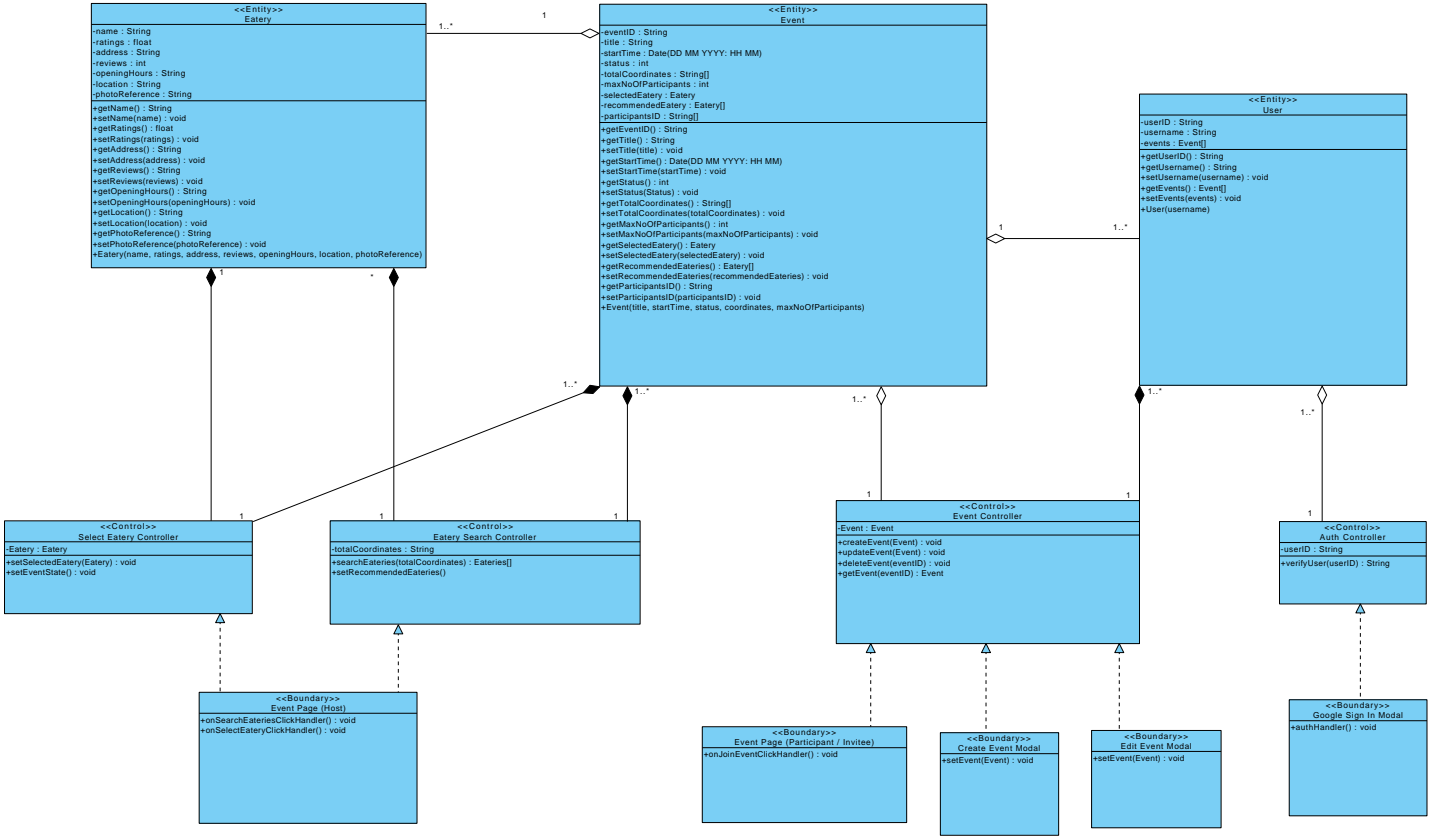 <<Entity>>
Eatery
-name : String
-ratings : float
-address : String
-reviews : int
-openingHours : String
-location : String
-photoReference : String
+getName() : String
+setName(name) : void
+getRatings() : float
+setRatings(ratings) : void
+getAddress() : String
+setAddress(address) : void
+getReviews() : String
+setReviews(reviews) : void
+getOpeningHours() : String
+setOpeningHours(openingHours) : void
+getLocation() : String
+setLocation(location) : void
+getPhotoReference() : String
+setPhotoReference(photoReference) : void
+Eatery(name, ratings, address, reviews, openingHours, location, photoReference)
1..*
1
<<Entity>>
Event
-eventID : String
-title : String
-startTime : Date(DD MM YYYY: HH MM)
-status : int
-totalCoordinates : String[]
-maxNoOfParticipants : int
-selectedEatery : Eatery
-recommendedEatery : Eatery[]
-participantsID : String[]
+getEventID() : String
+getTitle() : String
+setTitle(title) : void
+getStartTime() : Date(DD MM YYYY: HH MM)
+setStartTime(startTime) : void
+getStatus() : int
+setStatus(Status) : void
+getTotalCoordinates() : String[]
+setTotalCoordinates(totalCoordinates) : void
+getMaxNoOfParticipants() : int
+setMaxNoOfParticipants(maxNoOfParticipants) : void
+getSelectedEatery() : Eatery
+setSelectedEatery(selectedEatery) : void
+getRecommendedEateries() : Eatery[]
+setRecommendedEateries(recommendedEateries) : void
+getParticipantsID() : String
+setParticipantsID(participantsID) : void
+Event(title, startTime, status, coordinates, maxNoOfParticipants)
1
1..*
<<Entity>>
User
-userID : String
-username : String
-events : Event[]
+getUserID() : String
+getUsername() : String
+setUsername(username) : void
+getEvents() : Event[]
+setEvents(events) : void
+User(username)
1
*
1..*
1..*
1..*
1..*
1..*
1
1
1
1
1
1
<<Control>>
Select Eatery Controller
-Eatery : Eatery
+setSelectedEatery(Eatery) : void
+setEventState() : void
<<Control>>
Eatery Search Controller
-totalCoordinates : String
+searchEateries(totalCoordinates) : Eateries[]
+setRecommendedEateries()
<<Control>>
Event Controller
-Event : Event
+createEvent(Event) : void
+updateEvent(Event) : void
+deleteEvent(eventID) : void
+getEvent(eventID) : Event
<<Control>>
Auth Controller
-userID : String
+verifyUser(userID) : String
<<Boundary>>
Event Page (Host)
+onSearchEateriesClickHandler() : void
+onSelectEateryClickHandler() : void
<<Boundary>>
Event Page (Participant / Invitee)
+onJoinEventClickHandler() : void
<<Boundary>>
Create Event Modal
+setEvent(Event) : void
<<Boundary>>
Edit Event Modal
+setEvent(Event) : void
<<Boundary>>
Google Sign In Modal
+authHandler() : void